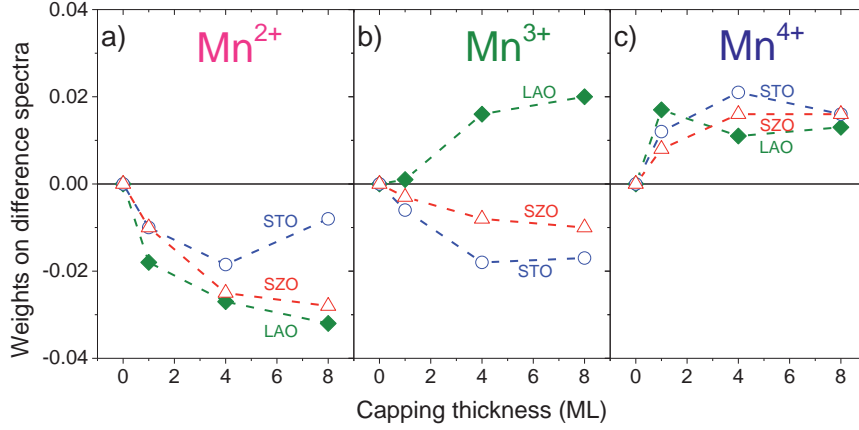 a) Mn2+
b) Mn3+
c) Mn4+
Weights on difference spectra
0.04
0.02
0.00
-0.02
-0.04
STO
SZO
LAO
LAO
SZO
STO
STO
SZO
LAO
0 4 8
0 2 4 6 8
0 2 4 6 8
Capping thickness (ML)